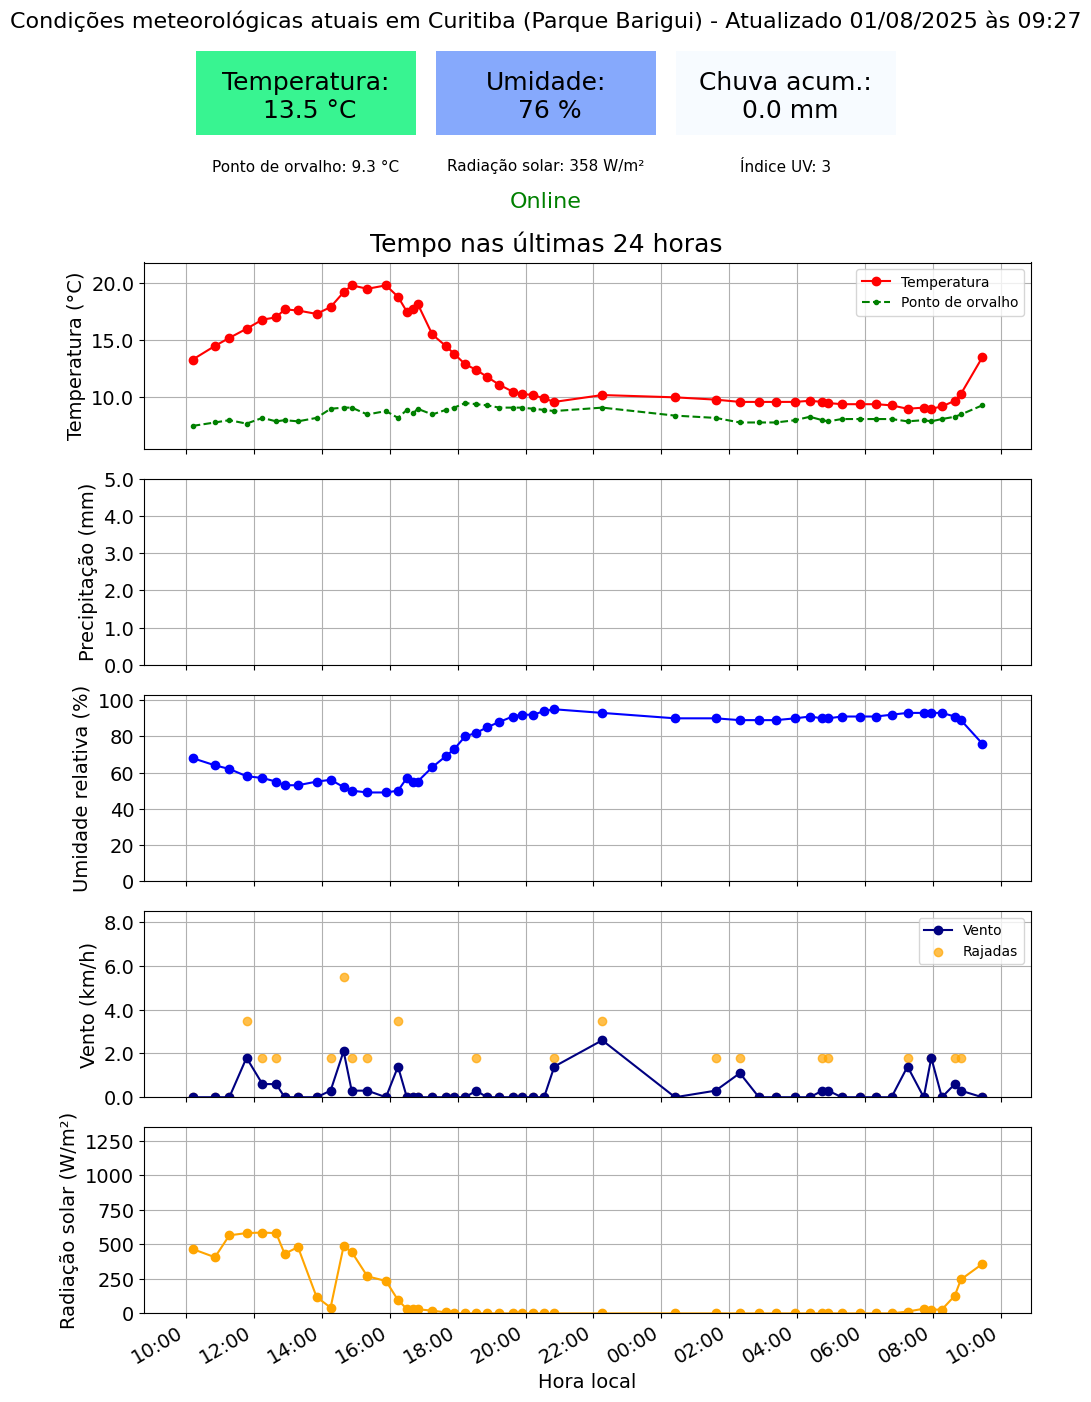 Condições meteorológicas atuais em Curitiba (Parque Barigui) - Atualizado 01/08/2025 às 09:27
Temperatura:
13.5 °C
Umidade:
76 %
Chuva acum.:
0.0 mm
Ponto de orvalho: 9.3 °C
Radiação solar: 358 W/m²
Índice UV: 3
Online
Tempo nas últimas 24 horas
Temperatura (°C)
20.0
15.0
10.0
Temperatura
Ponto de orvalho
Precipitação (mm)
5.0
4.0
3.0
2.0
1.0
0.0
Umidade relativa (%)
100
80
60
40
20
0
Vento (km/h)
8.0
6.0
4.0
2.0
0.0
Vento
Rajadas
Radiação solar (W/m²)
1250
1000
750
500
250
0
10:00
12:00
14:00
16:00
18:00
20:00
22:00
00:00
02:00
04:00
06:00
08:00
10:00
Hora local